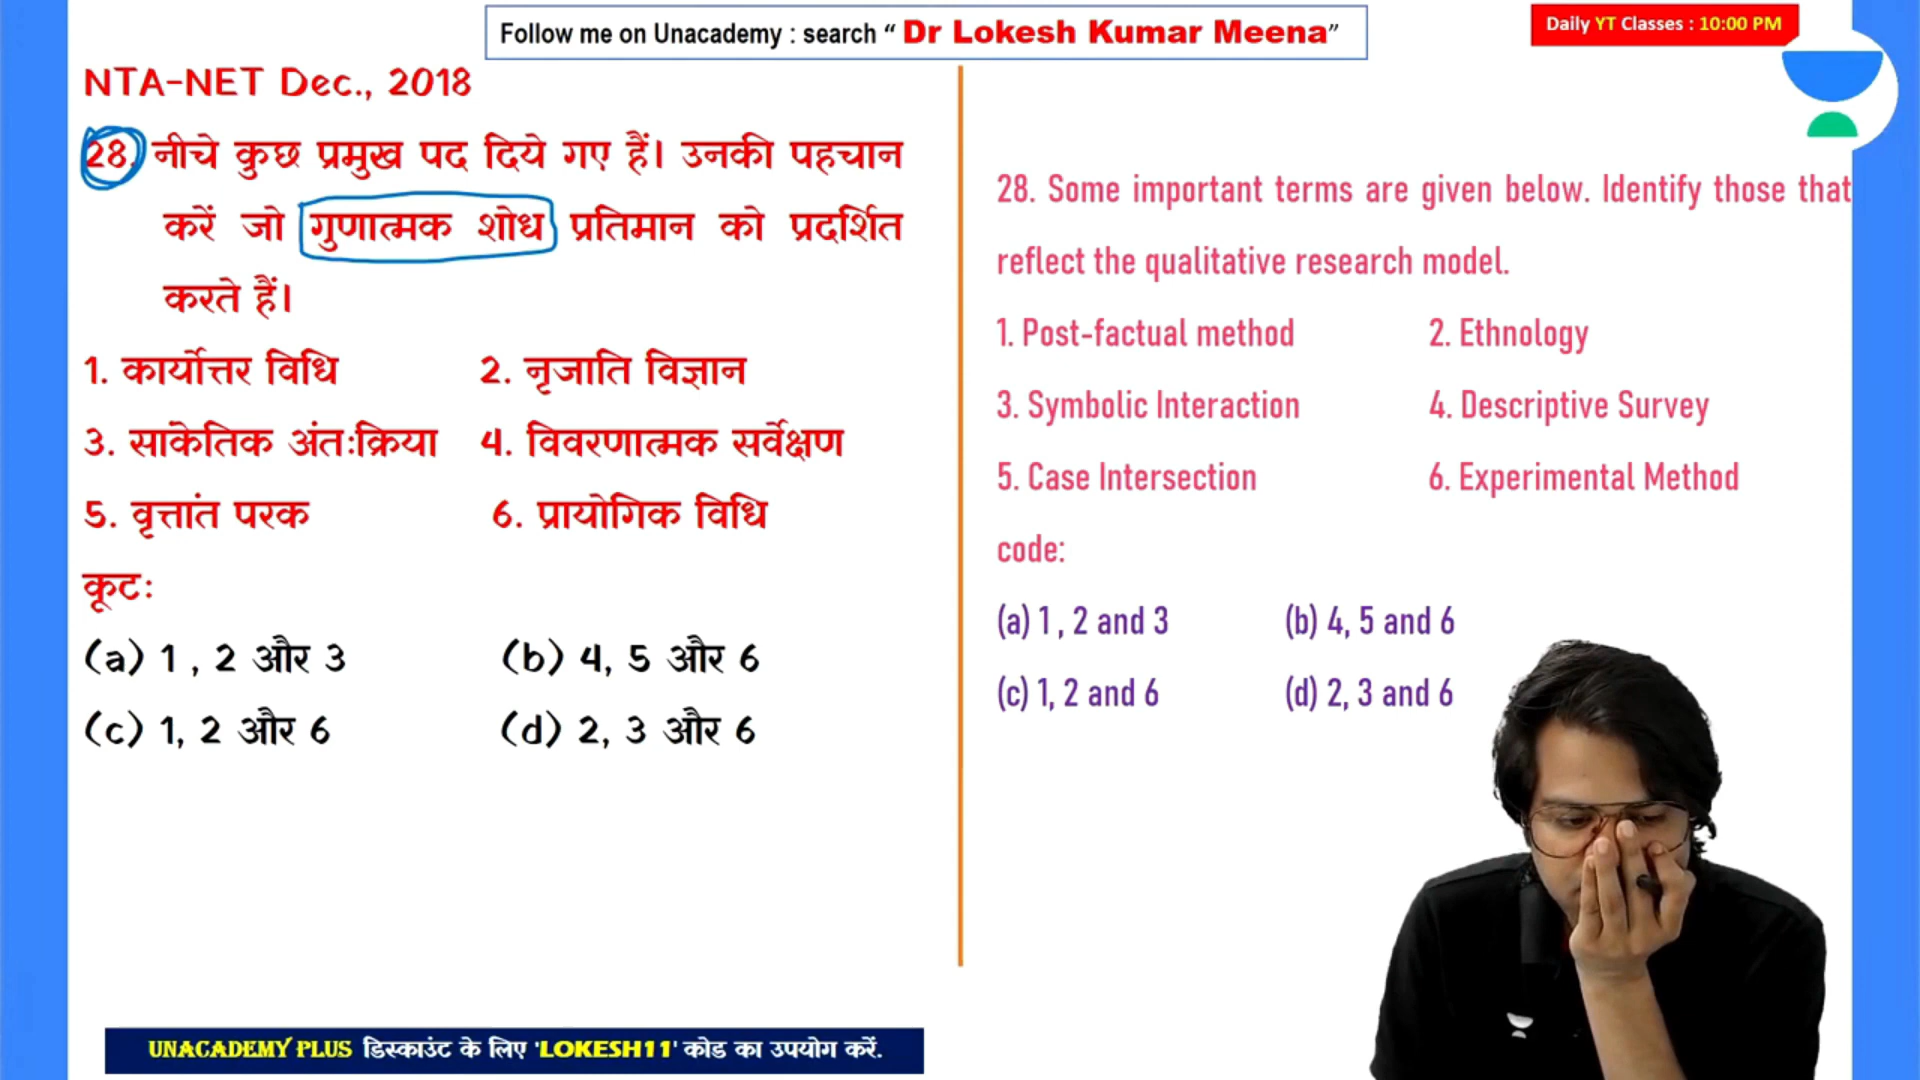 Follow me on Unacademy : search “ Dr Lokesh Kumar Meena”
Daily YT Classes : 10:00 PM
NTA-NET Dec., 2018
28. नीचे कुछ प्रमुख पद दिये गए हैं। उनकी पहचान
करें जो गुणात्मक शोध प्रतिमान को प्रदर्शित
करते हैं।
1. कार्योत्तर विधि 2. नृजाति विज्ञान
3. सांकेतिक अंतःक्रिया 4. विवरणात्मक सर्वेक्षण
5. वृत्तांत परक 6. प्रायोगिक विधि
कूटः
(a) 1 , 2 और 3 (b) 4, 5 और 6
(c) 1, 2 और 6 (d) 2, 3 और 6
28. Some important terms are given below. Identify those that
reflect the qualitative research model.
1. Post-factual method 2. Ethnology
3. Symbolic Interaction 4. Descriptive Survey
5. Case Intersection 6. Experimental Method
code:
(a) 1 , 2 and 3 (b) 4, 5 and 6
(c) 1, 2 and 6 (d) 2, 3 and 6
UNACADEMY PLUS डिस्काउंट के लिए 'LOKESH11' कोड का उपयोग करें.